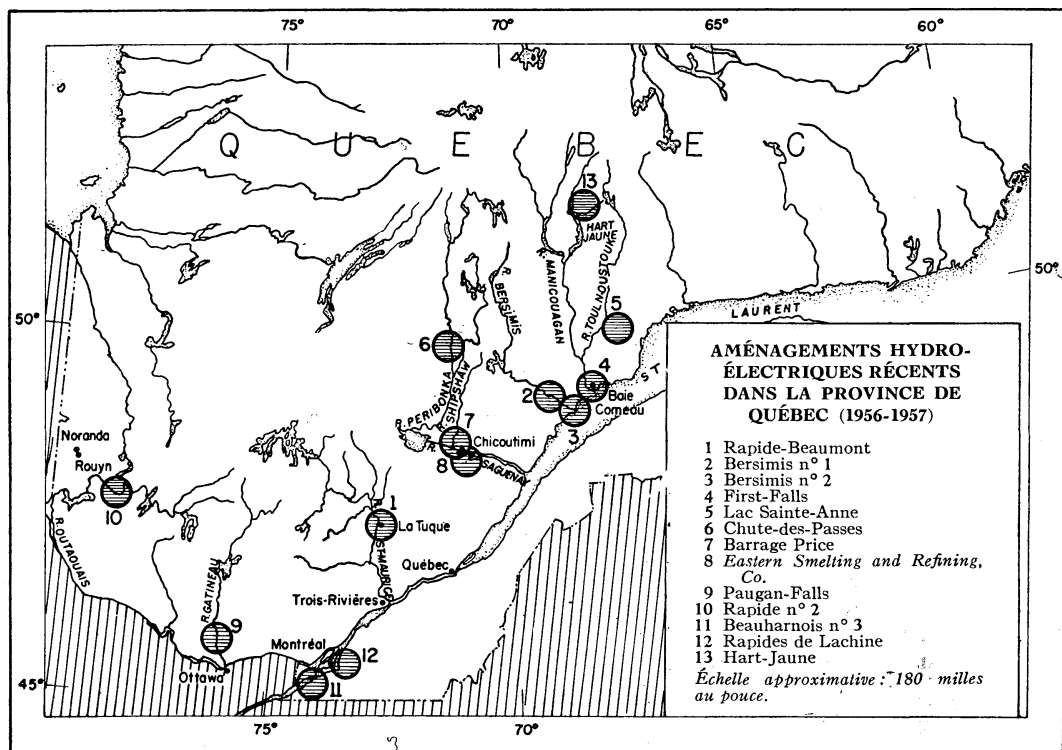 75°
70°
65°
60°
Q U E B E C
13
HART
JAUNE
MANICOUAGAN
R. TOULNOUSTOUK
R. BERSIMIS
5
50°
50°
LAURENT
ST
6
R. PERIBONKA
R. SHIPSHAW
4
Baie
Comeau
2
3
7
Chicoutimi
R.
SAGUENAY
8
Noranda
Rouyn
10
R. OUTAOUAIS
1
La Tuque
ST MAURICE
Québec
R. GATINEAU
Trois-Rivières
9
Montréal
12
Ottawa
11
45°
75°
70°
AMÉNAGEMENTS HYDRO-
ÉLECTRIQUES RÉCENTS
DANS LA PROVINCE DE
QUÉBEC (1956-1957)
1 Rapide-Beaumont
2 Bersimis n° 1
3 Bersimis n° 2
4 First-Falls
5 Lac Sainte-Anne
6 Chute-des-Passes
7 Barrage Price
8 Eastern Smelting and Refining,
Co.
9 Paugan-Falls
10 Rapide n° 2
11 Beauharnois n° 3
12 Rapides de Lachine
13 Hart-Jaune
Échelle approximative : 180 milles
au pouce.